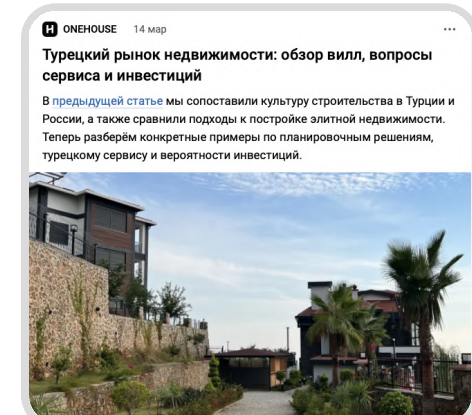 H ONEHOUSE 14 мар
Турецкий рынок недвижимости: обзор вилл, вопросы
сервиса и инвестиций
В предыдущей статье мы сопоставили культуру строительства в Турции и
России, а также сравнили подходы к постройке элитной недвижимости.
Теперь разберём конкретные примеры по планировочным решениям,
турецкому сервису и вероятности инвестиций.